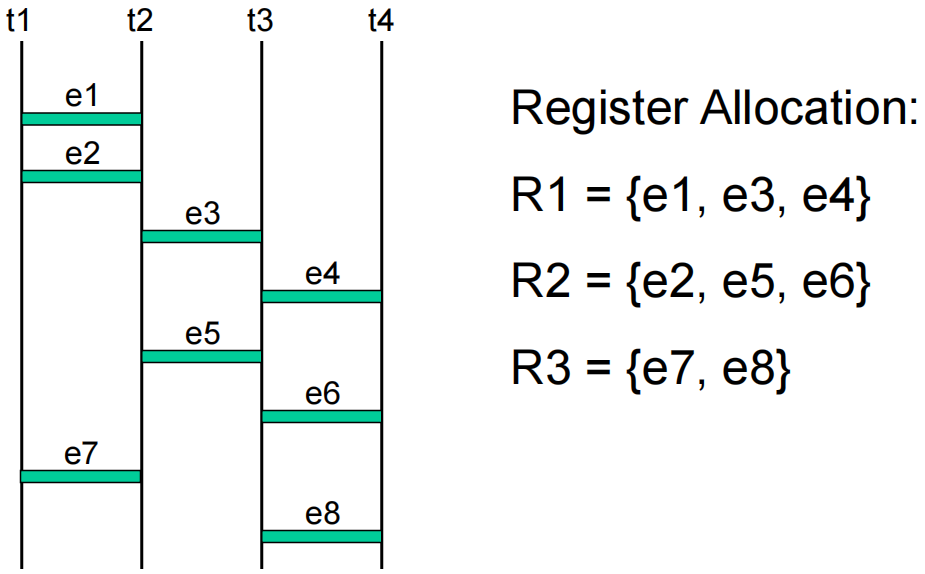 t1 t2 t3 t4
e1
e2
e3
e4
e5
e6
e7
e8
Register Allocation:
R1 = {e1, e3, e4}
R2 = {e2, e5, e6}
R3 = {e7, e8}